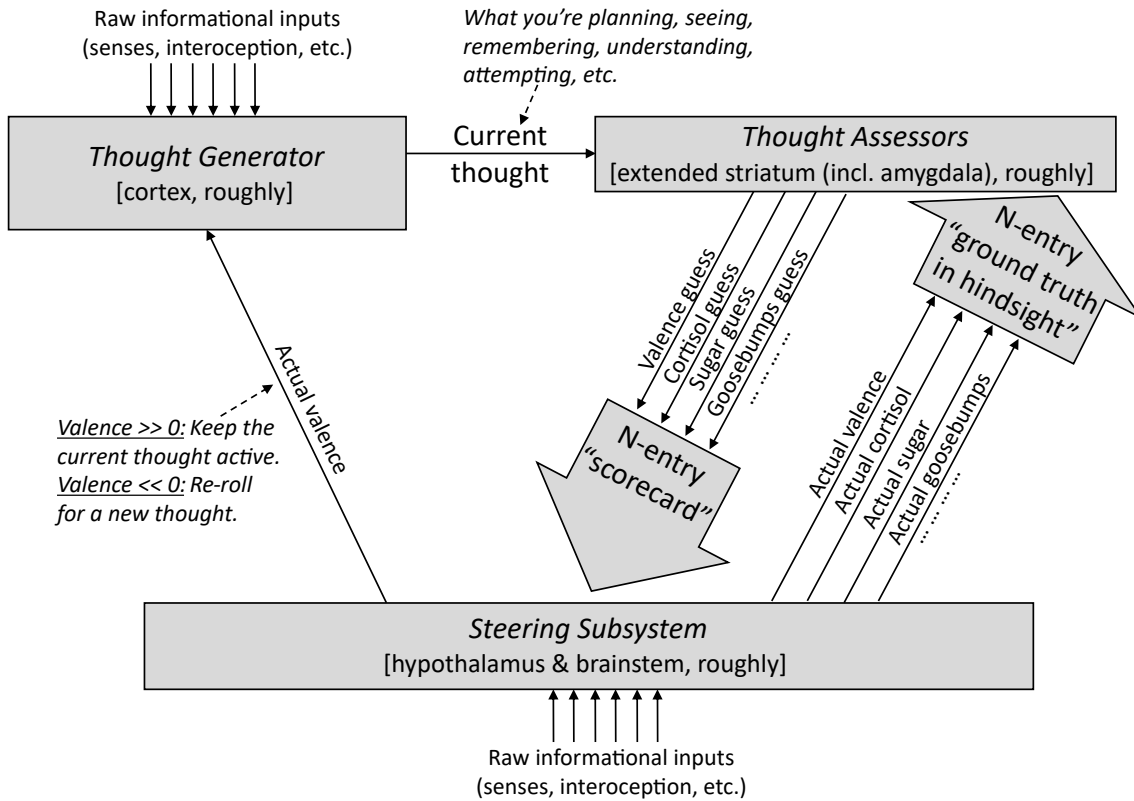 Raw informational inputs
(senses, interoception, etc.)
What you're planning, seeing,
remembering, understanding,
attempting, etc.
Thought Generator
[cortex, roughly]
Current
thought
Thought Assessors
[extended striatum (incl. amygdala), roughly]
Valence guess
Cortisol guess
Sugar guess
Goosebumps guess
... ... ...
N-entry
“scorecard”
N-entry
“ground truth
in hindsight”
Actual valence
Actual cortisol
Actual sugar
Actual goosebumps
... ... ...
Actual valence
Valence >> 0: Keep the
current thought active.
Valence << 0: Re-roll
for a new thought.
Steering Subsystem
[hypothalamus & brainstem, roughly]
Raw informational inputs
(senses, interoception, etc.)